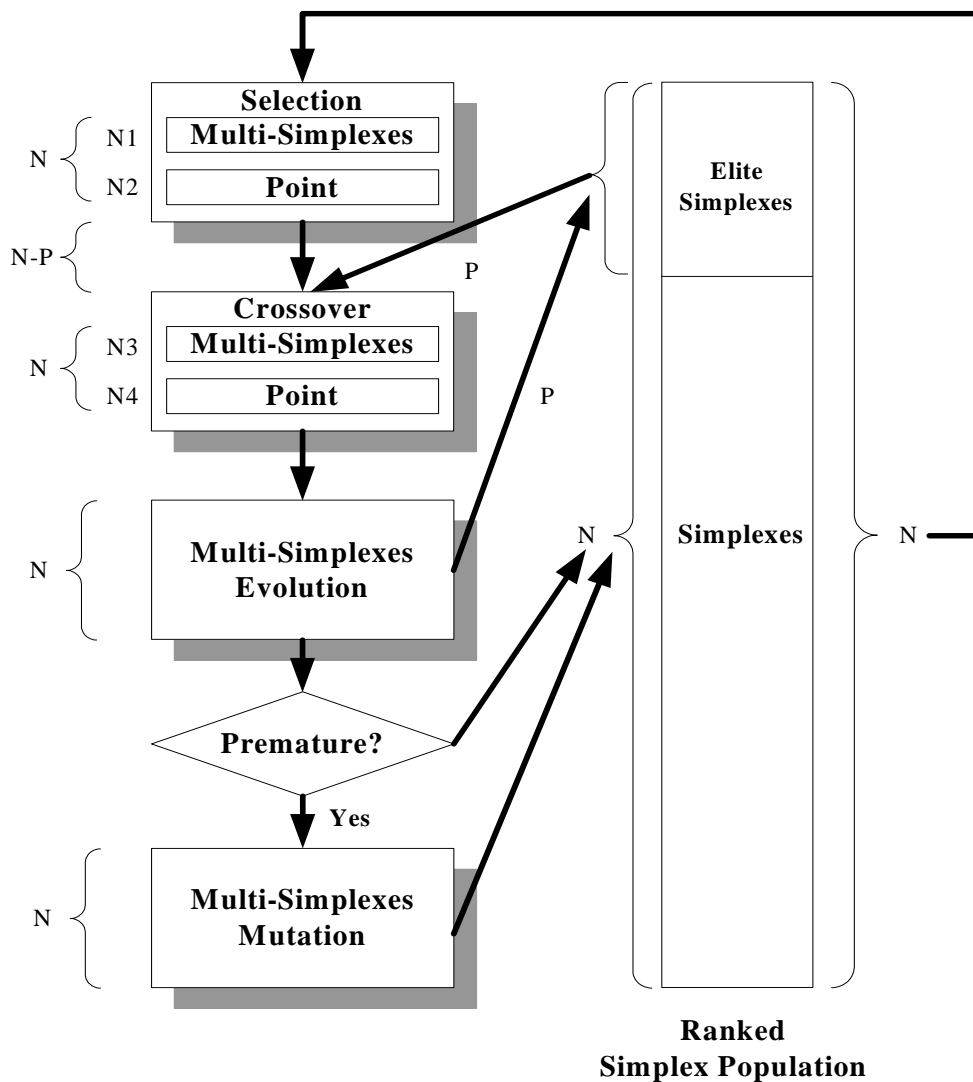 Selection
N
N1
Multi-Simplexes
N2
Point
N-P
P
Crossover
N
N3
Multi-Simplexes
N4
Point
P
N
Multi-Simplexes
Evolution
Premature?
Yes
N
Multi-Simplexes
Mutation
Elite
Simplexes
N
Simplexes
N
Ranked
Simplex Population